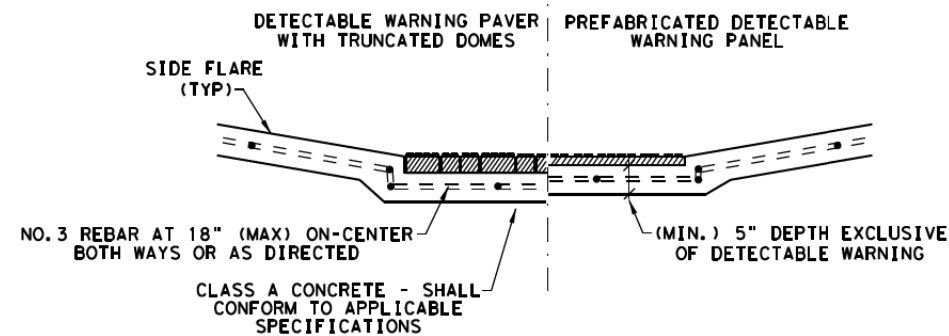 DETECTABLE WARNING PAVER
WITH TRUNCATED DOMES
PREFABRICATED DETECTABLE
WARNING PANEL
SIDE FLARE
(TYP)
NO. 3 REBAR AT 18" (MAX) ON-CENTER
BOTH WAYS OR AS DIRECTED
(MIN.) 5" DEPTH EXCLUSIVE
OF DETECTABLE WARNING
CLASS A CONCRETE - SHALL
CONFORM TO APPLICABLE
SPECIFICATIONS